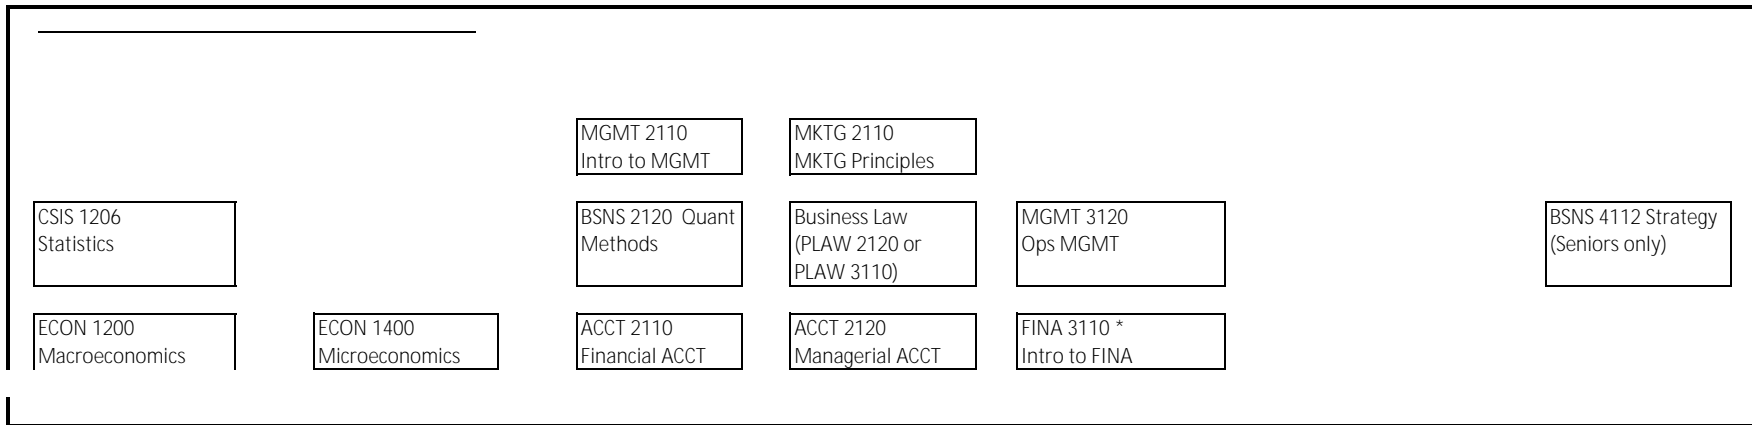 MGMT 2110
Intro to MGMT
MKTG 2110
MKTG Principles
CSIS 1206
Statistics
BSNS 2120  Quant
Methods
Business Law
(PLAW 2120 or
PLAW 3110)
MGMT 3120
Ops MGMT
BSNS 4112 Strategy
(Seniors only)
ECON 1200
Macroeconomics
ECON 1400
Microeconomics
ACCT 2110
Financial ACCT
ACCT 2120
Managerial ACCT
FINA 3110 *
Intro to FINA